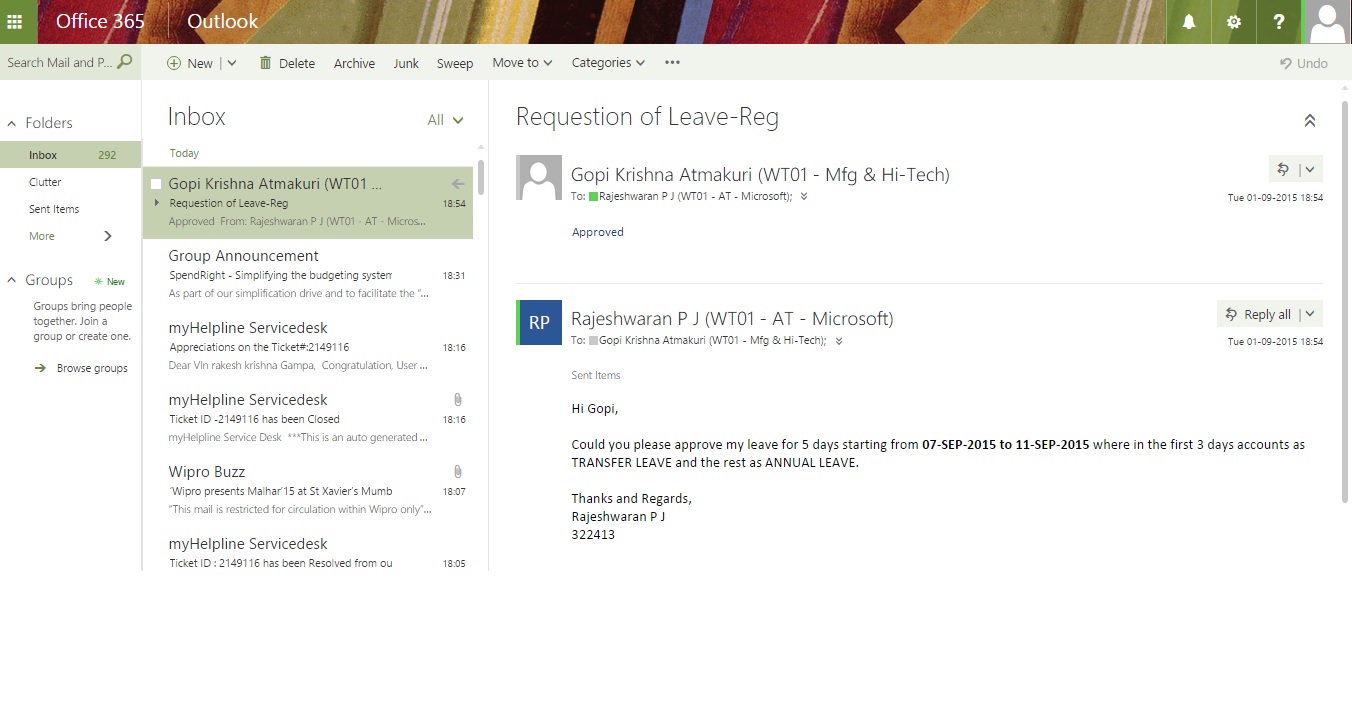 Office 365 Outlook
Search Mail and P...
New
Delete
Archive
Junk
Sweep
Move to
Categories
•••
Undo
Folders
Inbox 292
Clutter
Sent Items
More
Groups New
Groups bring people
together. Join a
group or create one.
Browse groups
Inbox
All
Today
Gopi Krishna Atmakuri (WT01 ...
Requestion of Leave-Reg 18:54
Approved From: Rajeshwaran P J (WT01 - AT - Micros...
Group Announcement
SpendRight - Simplifying the budgeting system 18:31
As part of our simplification drive and to facilitate the “...
myHelpline Servicedesk
Appreciations on the Ticket#:2149116 18:16
Dear Vln rakesh krishna Gampa, Congratulation, User ...
myHelpline Servicedesk
Ticket ID -2149116 has been Closed 18:16
myHelpline Service Desk ***This is an auto generated ...
Wipro Buzz
‘Wipro presents Malhar’15 at St Xavier’s Mumb 18:07
“This mail is restricted for circulation within Wipro only”...
myHelpline Servicedesk
Ticket ID : 2149116 has been Resolved from ou 18:05
Requestion of Leave-Reg
Gopi Krishna Atmakuri (WT01 - Mfg & Hi-Tech)
To: Rajeshwaran P J (WT01 - AT - Microsoft);
Tue 01-09-2015 18:54
Approved
RP
Rajeshwaran P J (WT01 - AT - Microsoft)
Reply all
To: Gopi Krishna Atmakuri (WT01 - Mfg & Hi-Tech);
Tue 01-09-2015 18:54
Sent Items
Hi Gopi,
Could you please approve my leave for 5 days starting from 07-SEP-2015 to 11-SEP-2015 where in the first 3 days accounts as
TRANSFER LEAVE and the rest as ANNUAL LEAVE.
Thanks and Regards,
Rajeshwaran P J
322413